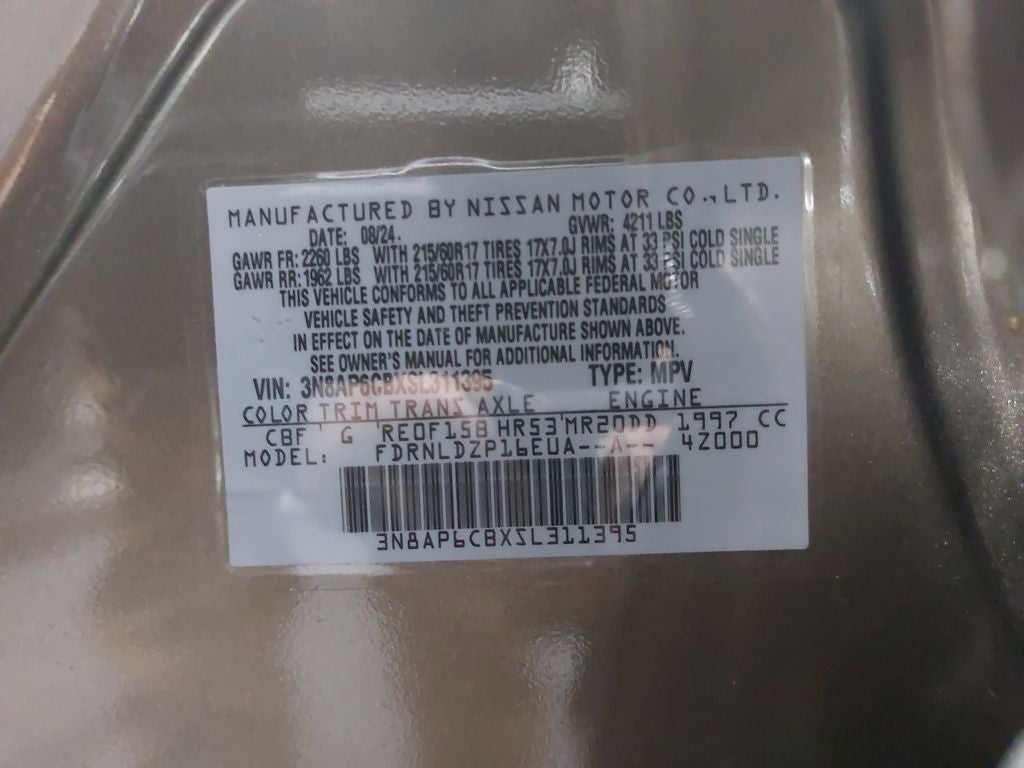 MANUFACTURED BY NISSAN MOTOR CO.,LTD.
DATE: 08/24. GVWR: 4211 LBS
GAWR FR: 2260 LBS WITH 215/60R17 TIRES 17X7.0J RIMS AT 33 PSI COLD SINGLE
GAWR RR: 1962 LBS WITH 215/60R17 TIRES 17X7.0J RIMS AT 33 PSI COLD SINGLE
THIS VEHICLE CONFORMS TO ALL APPLICABLE FEDERAL MOTOR
VEHICLE SAFETY AND THEFT PREVENTION STANDARDS
IN EFFECT ON THE DATE OF MANUFACTURE SHOWN ABOVE.
SEE OWNER'S MANUAL FOR ADDITIONAL INFORMATION.
VIN: 3N8AP6CBXSL311395 TYPE: MPV
COLOR TRIM TRANS AXLE ENGINE
CBF G RE0F15B HR53 MR20DD 1997 CC
MODEL: FDRNLDZP16EUA--A-- 4Z000
3N8AP6CBXSL311395